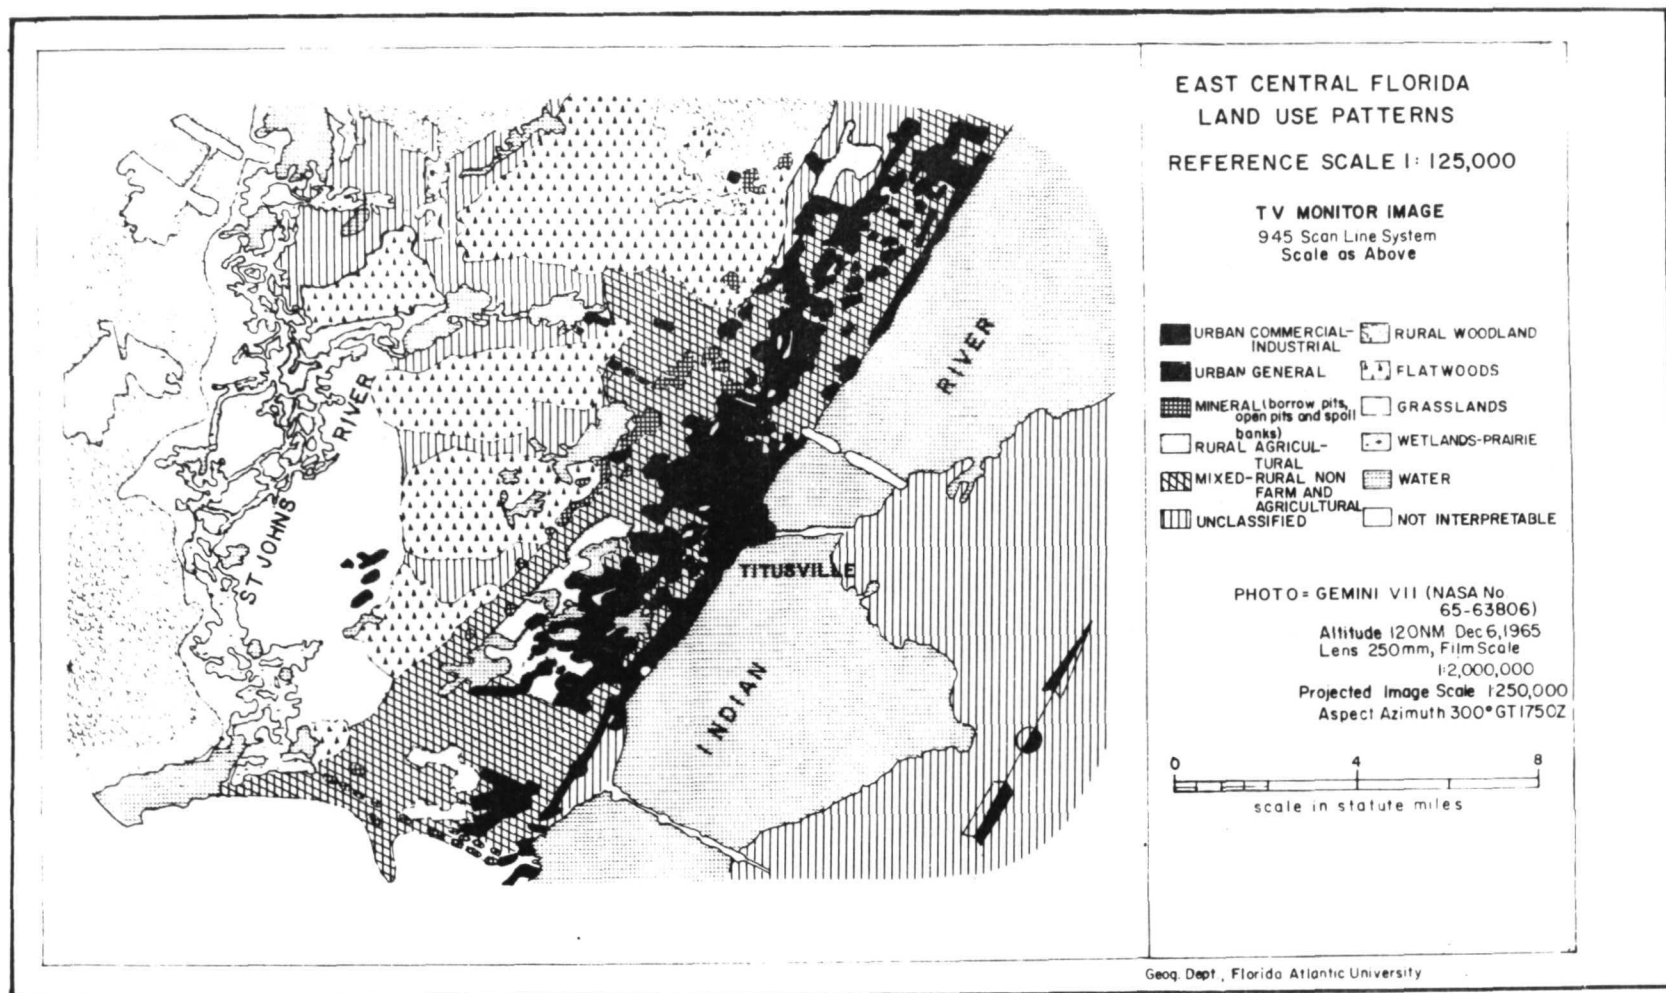 EAST CENTRAL FLORIDA
LAND USE PATTERNS
REFERENCE SCALE 1: 125,000
TV MONITOR IMAGE
945 Scan Line System
Scale as Above
URBAN COMMERCIAL-
INDUSTRIAL
URBAN GENERAL
MINERAL (borrow pits,
open pits and spoil
banks)
RURAL AGRICUL-
TURAL
MIXED-RURAL NON
FARM AND
AGRICULTURAL
UNCLASSIFIED
RURAL WOODLAND
FLATWOODS
GRASSLANDS
WETLANDS-PRAIRIE
WATER
NOT INTERPRETABLE
PHOTO= GEMINI VII (NASA No
65-63806)
Altitude 120NM Dec 6,1965
Lens 250mm, Film Scale
1:2,000,000
Projected Image Scale 1:250,000
Aspect Azimuth 300° GT1750Z
0 4 8
scale in statute miles
ST JOHNS RIVER
INDIAN RIVER
TITUSVILLE
Geog. Dept., Florida Atlantic University